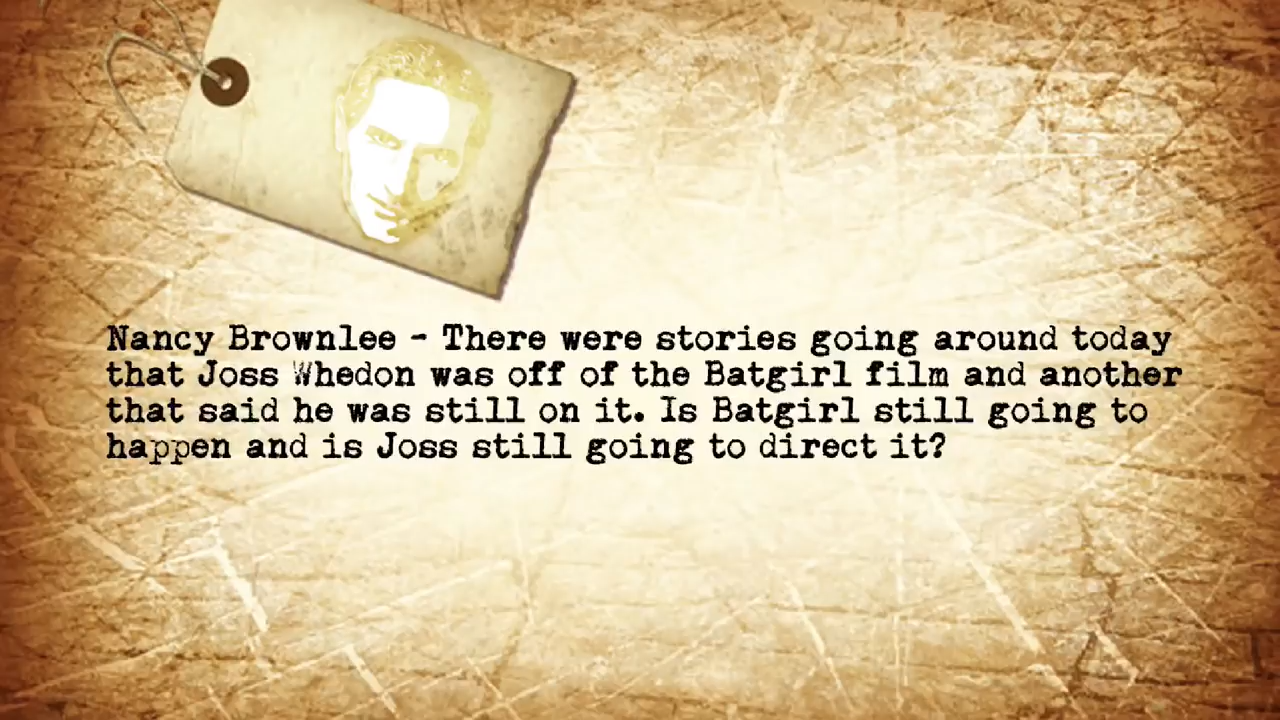 Nancy Brownlee - There were stories going around today
that Joss Whedon was off of the Batgirl film and another
that said he was still on it. Is Batgirl still going to
happen and is Joss still going to direct it?